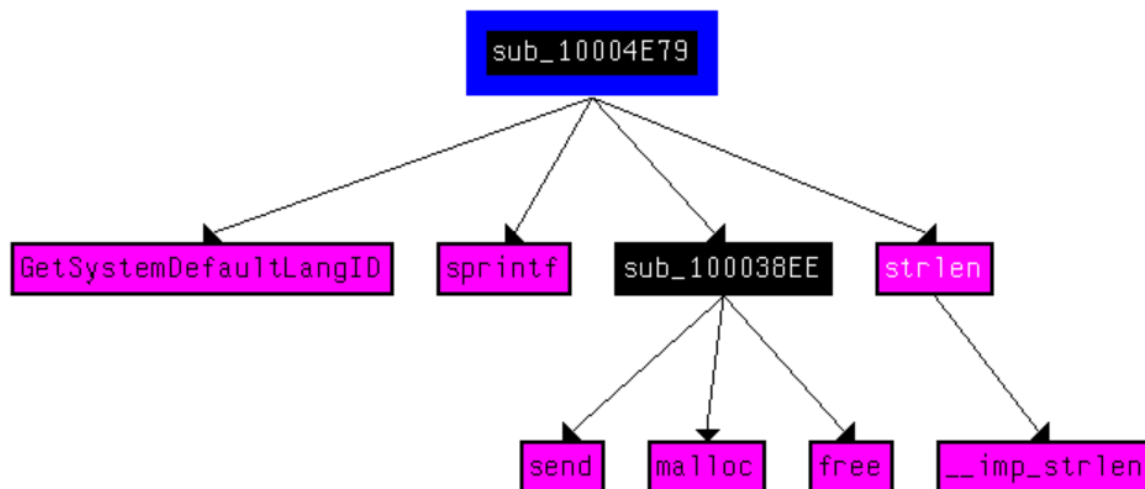 sub_10004E79
GetSystemDefaultLangID
sprintf
sub_100038EE
strlen
send
malloc
free
__imp_strlen